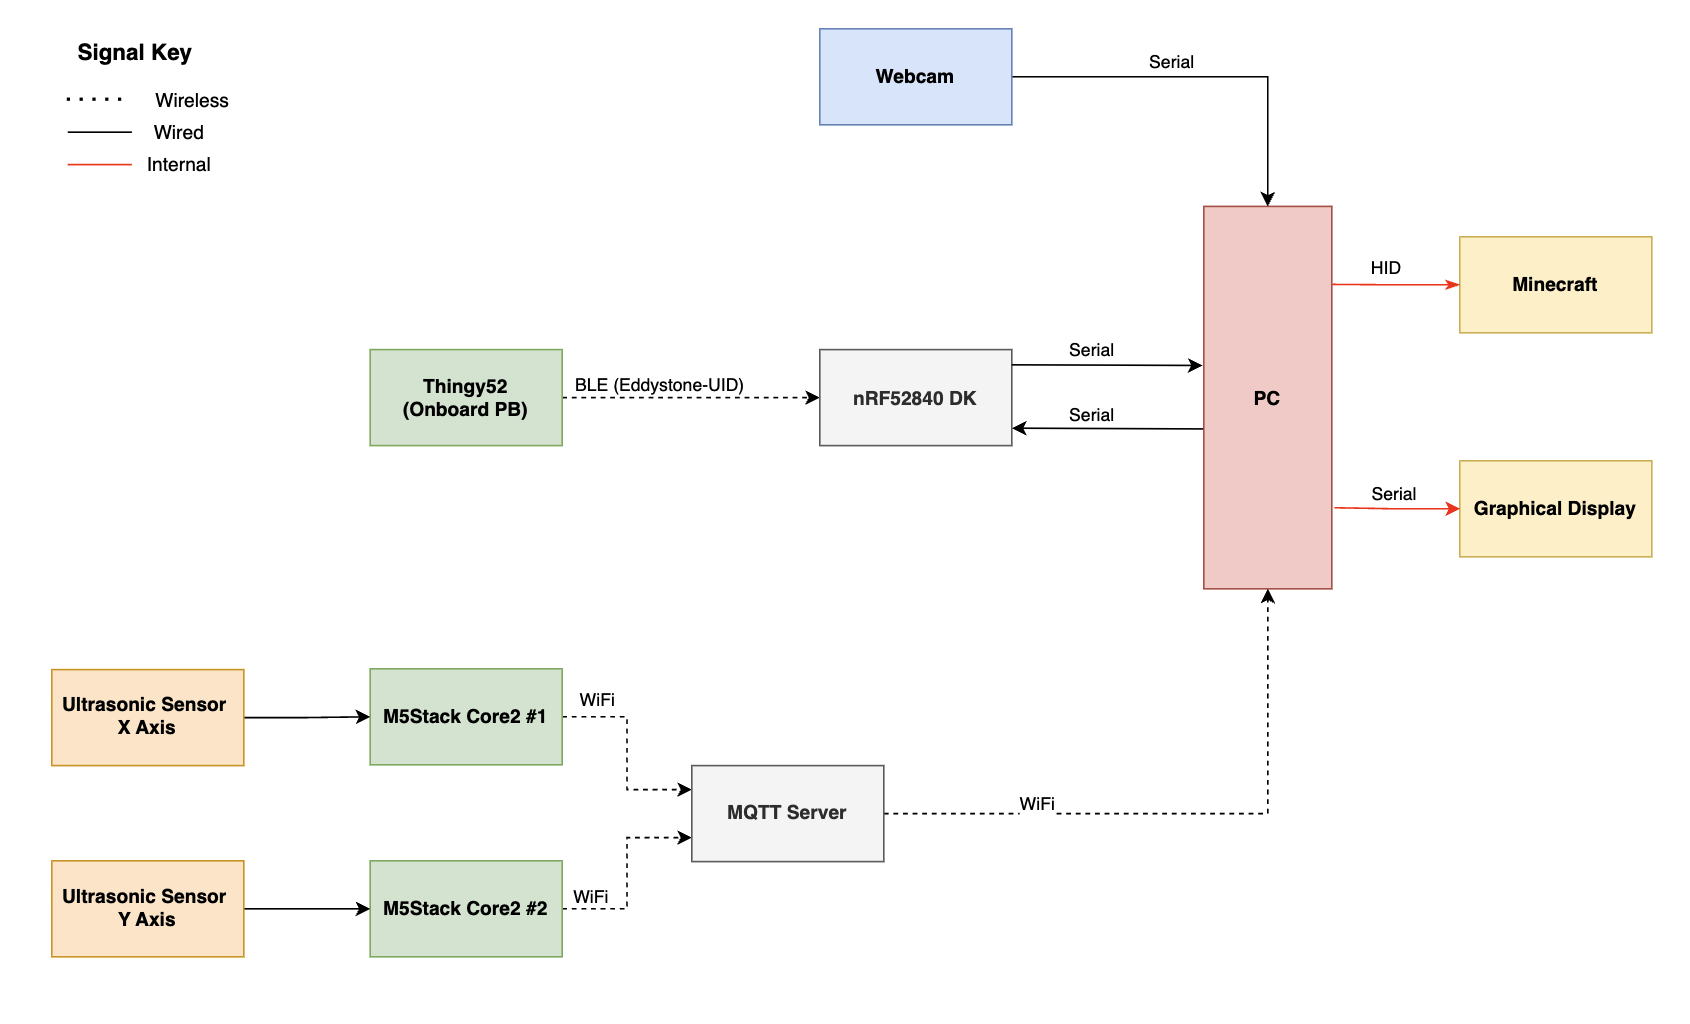 Signal Key
Wireless
Wired
Internal
Webcam
Serial
PC
HID
Minecraft
Thingy52
(Onboard PB)
BLE (Eddystone-UID)
nRF52840 DK
Serial
Serial
Serial
Graphical Display
Ultrasonic Sensor
X Axis
M5Stack Core2 #1
WiFi
MQTT Server
WiFi
Ultrasonic Sensor
Y Axis
M5Stack Core2 #2
WiFi